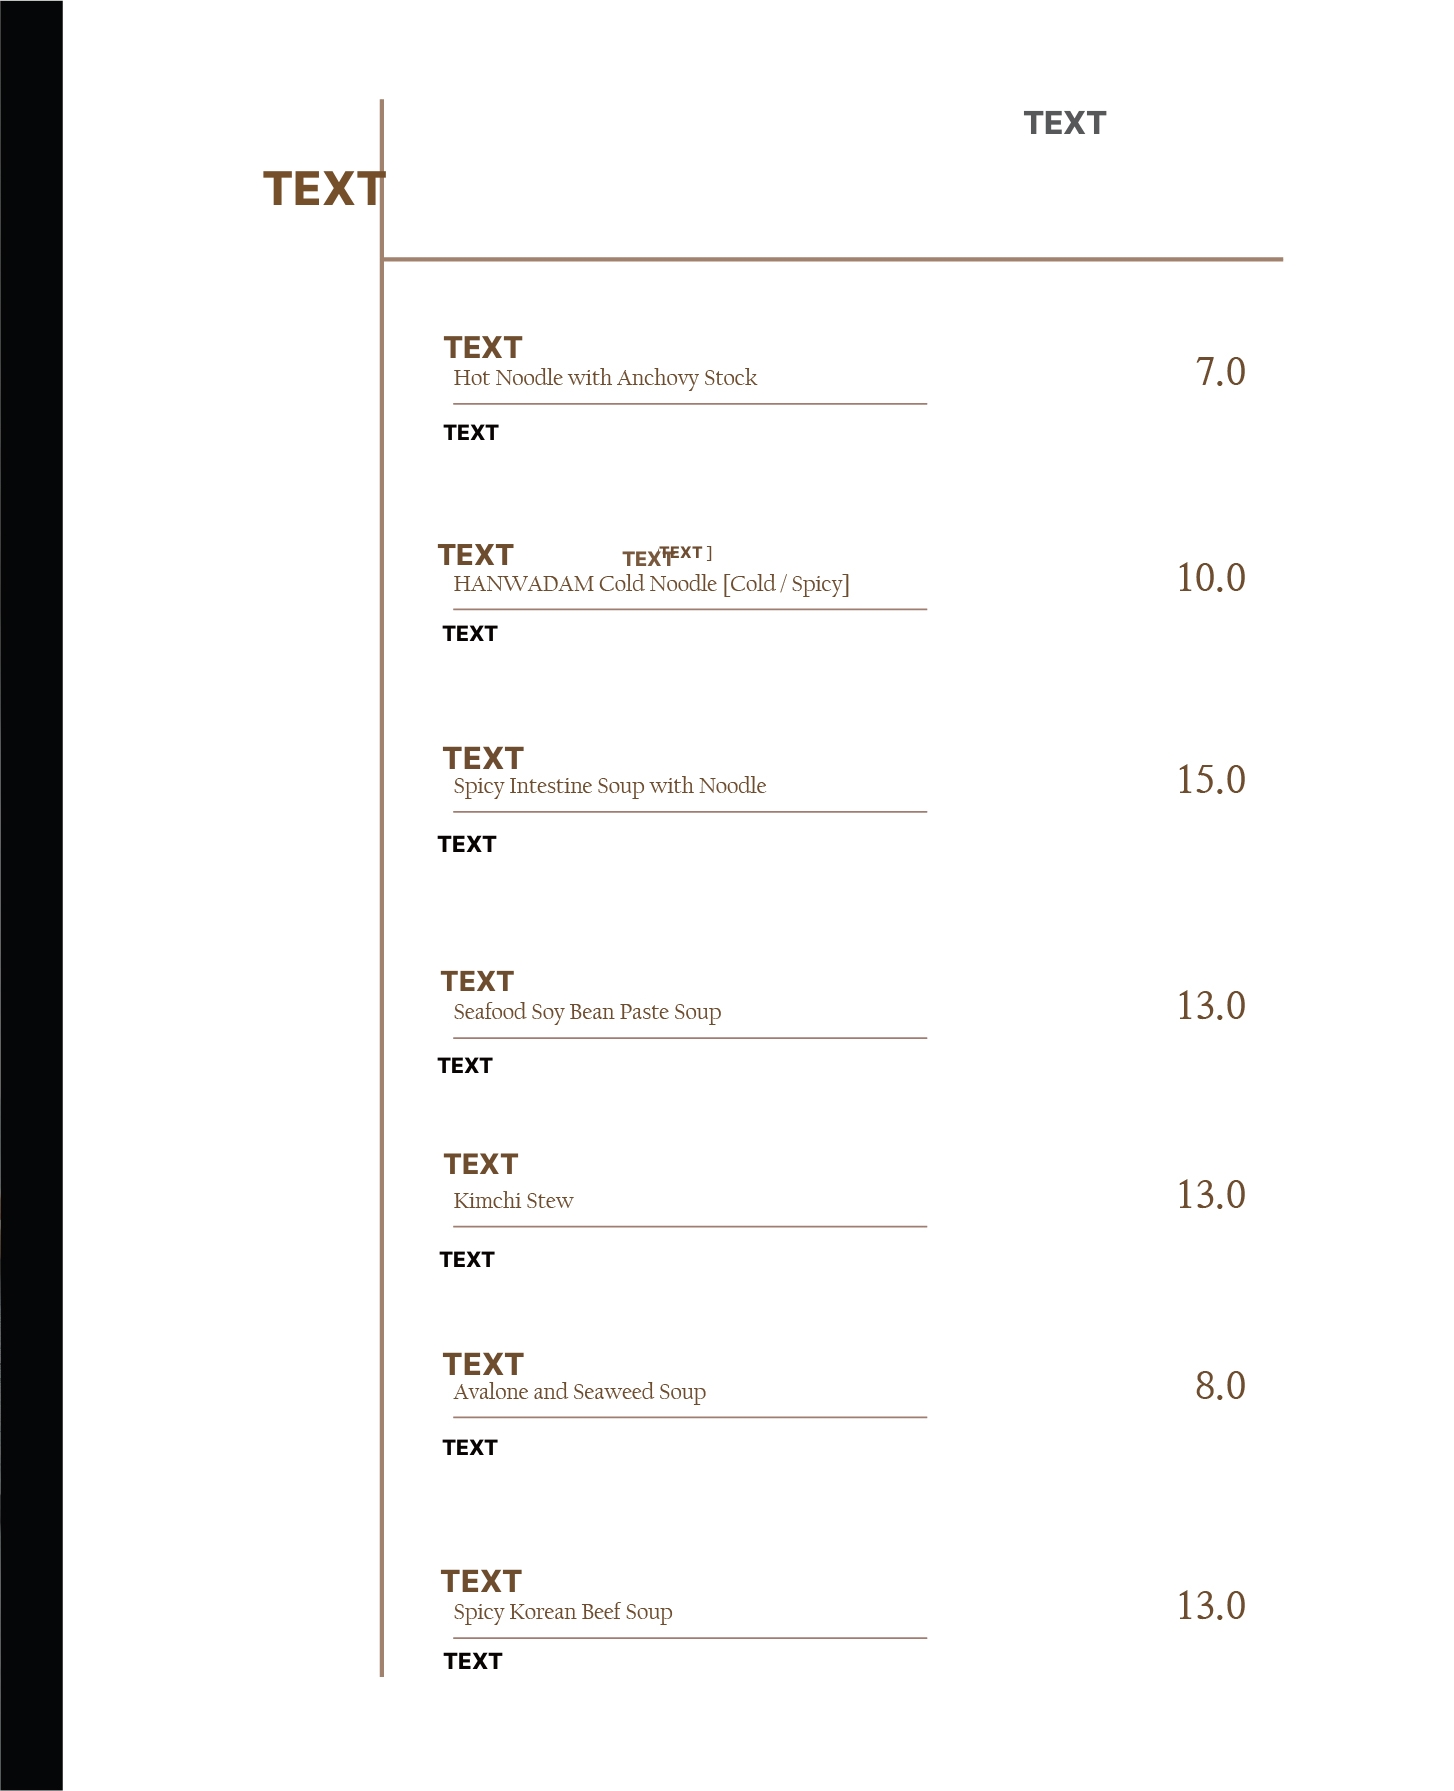 TEXT
TEXT
TEXT
Hot Noodle with Anchovy Stock
7.0
TEXT
TEXT TEXT TEXT ]
HANWADAM Cold Noodle [Cold / Spicy]
10.0
TEXT
TEXT
Spicy Intestine Soup with Noodle
15.0
TEXT
TEXT
Seafood Soy Bean Paste Soup
13.0
TEXT
TEXT
Kimchi Stew
13.0
TEXT
TEXT
Avalone and Seaweed Soup
8.0
TEXT
TEXT
Spicy Korean Beef Soup
13.0
TEXT